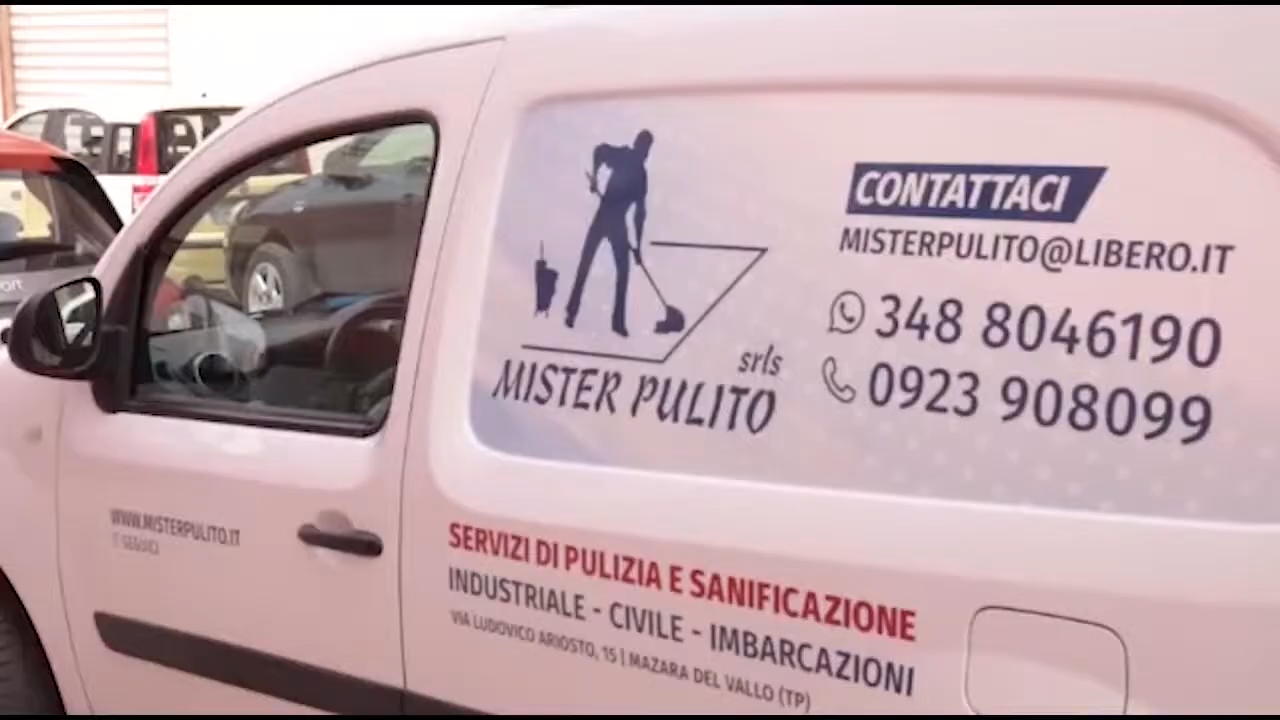 CONTATTACI
MISTERPULITO@LIBERO.IT
348 8046190
0923 908099
srls
MISTER PULITO
WWW.MISTERPULITO.IT
SEGUICI
SERVIZI DI PULIZIA E SANIFICAZIONE
INDUSTRIALE - CIVILE - IMBARCAZIONI
VIA LUDOVICO ARIOSTO, 15 | MAZARA DEL VALLO (TP)